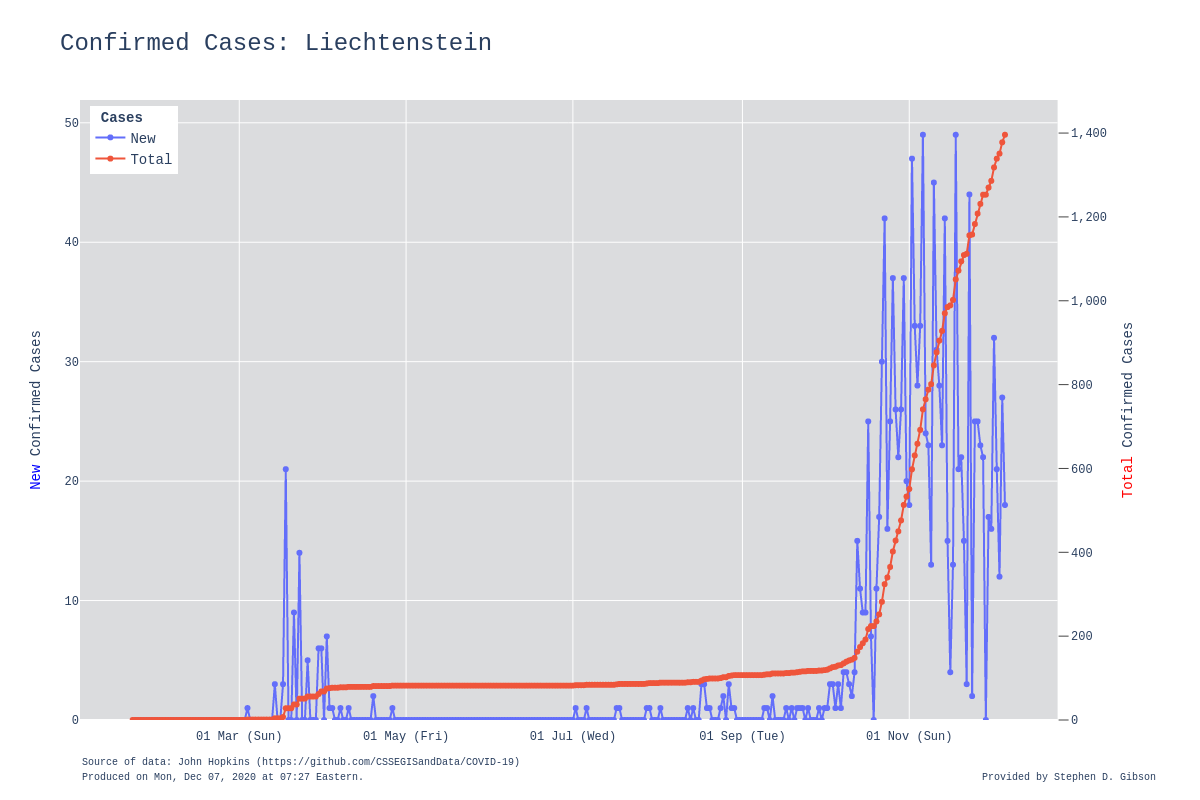 Confirmed Cases: Liechtenstein
Cases
New
Total
50
40
30
20
10
0
1,400
1,200
1,000
800
600
400
200
0
New Confirmed Cases
Total Confirmed Cases
01 Mar (Sun)
01 May (Fri)
01 Jul (Wed)
01 Sep (Tue)
01 Nov (Sun)
Source of data: John Hopkins (https://github.com/CSSEGISandData/COVID-19)
Produced on Mon, Dec 07, 2020 at 07:27 Eastern.
Provided by Stephen D. Gibson